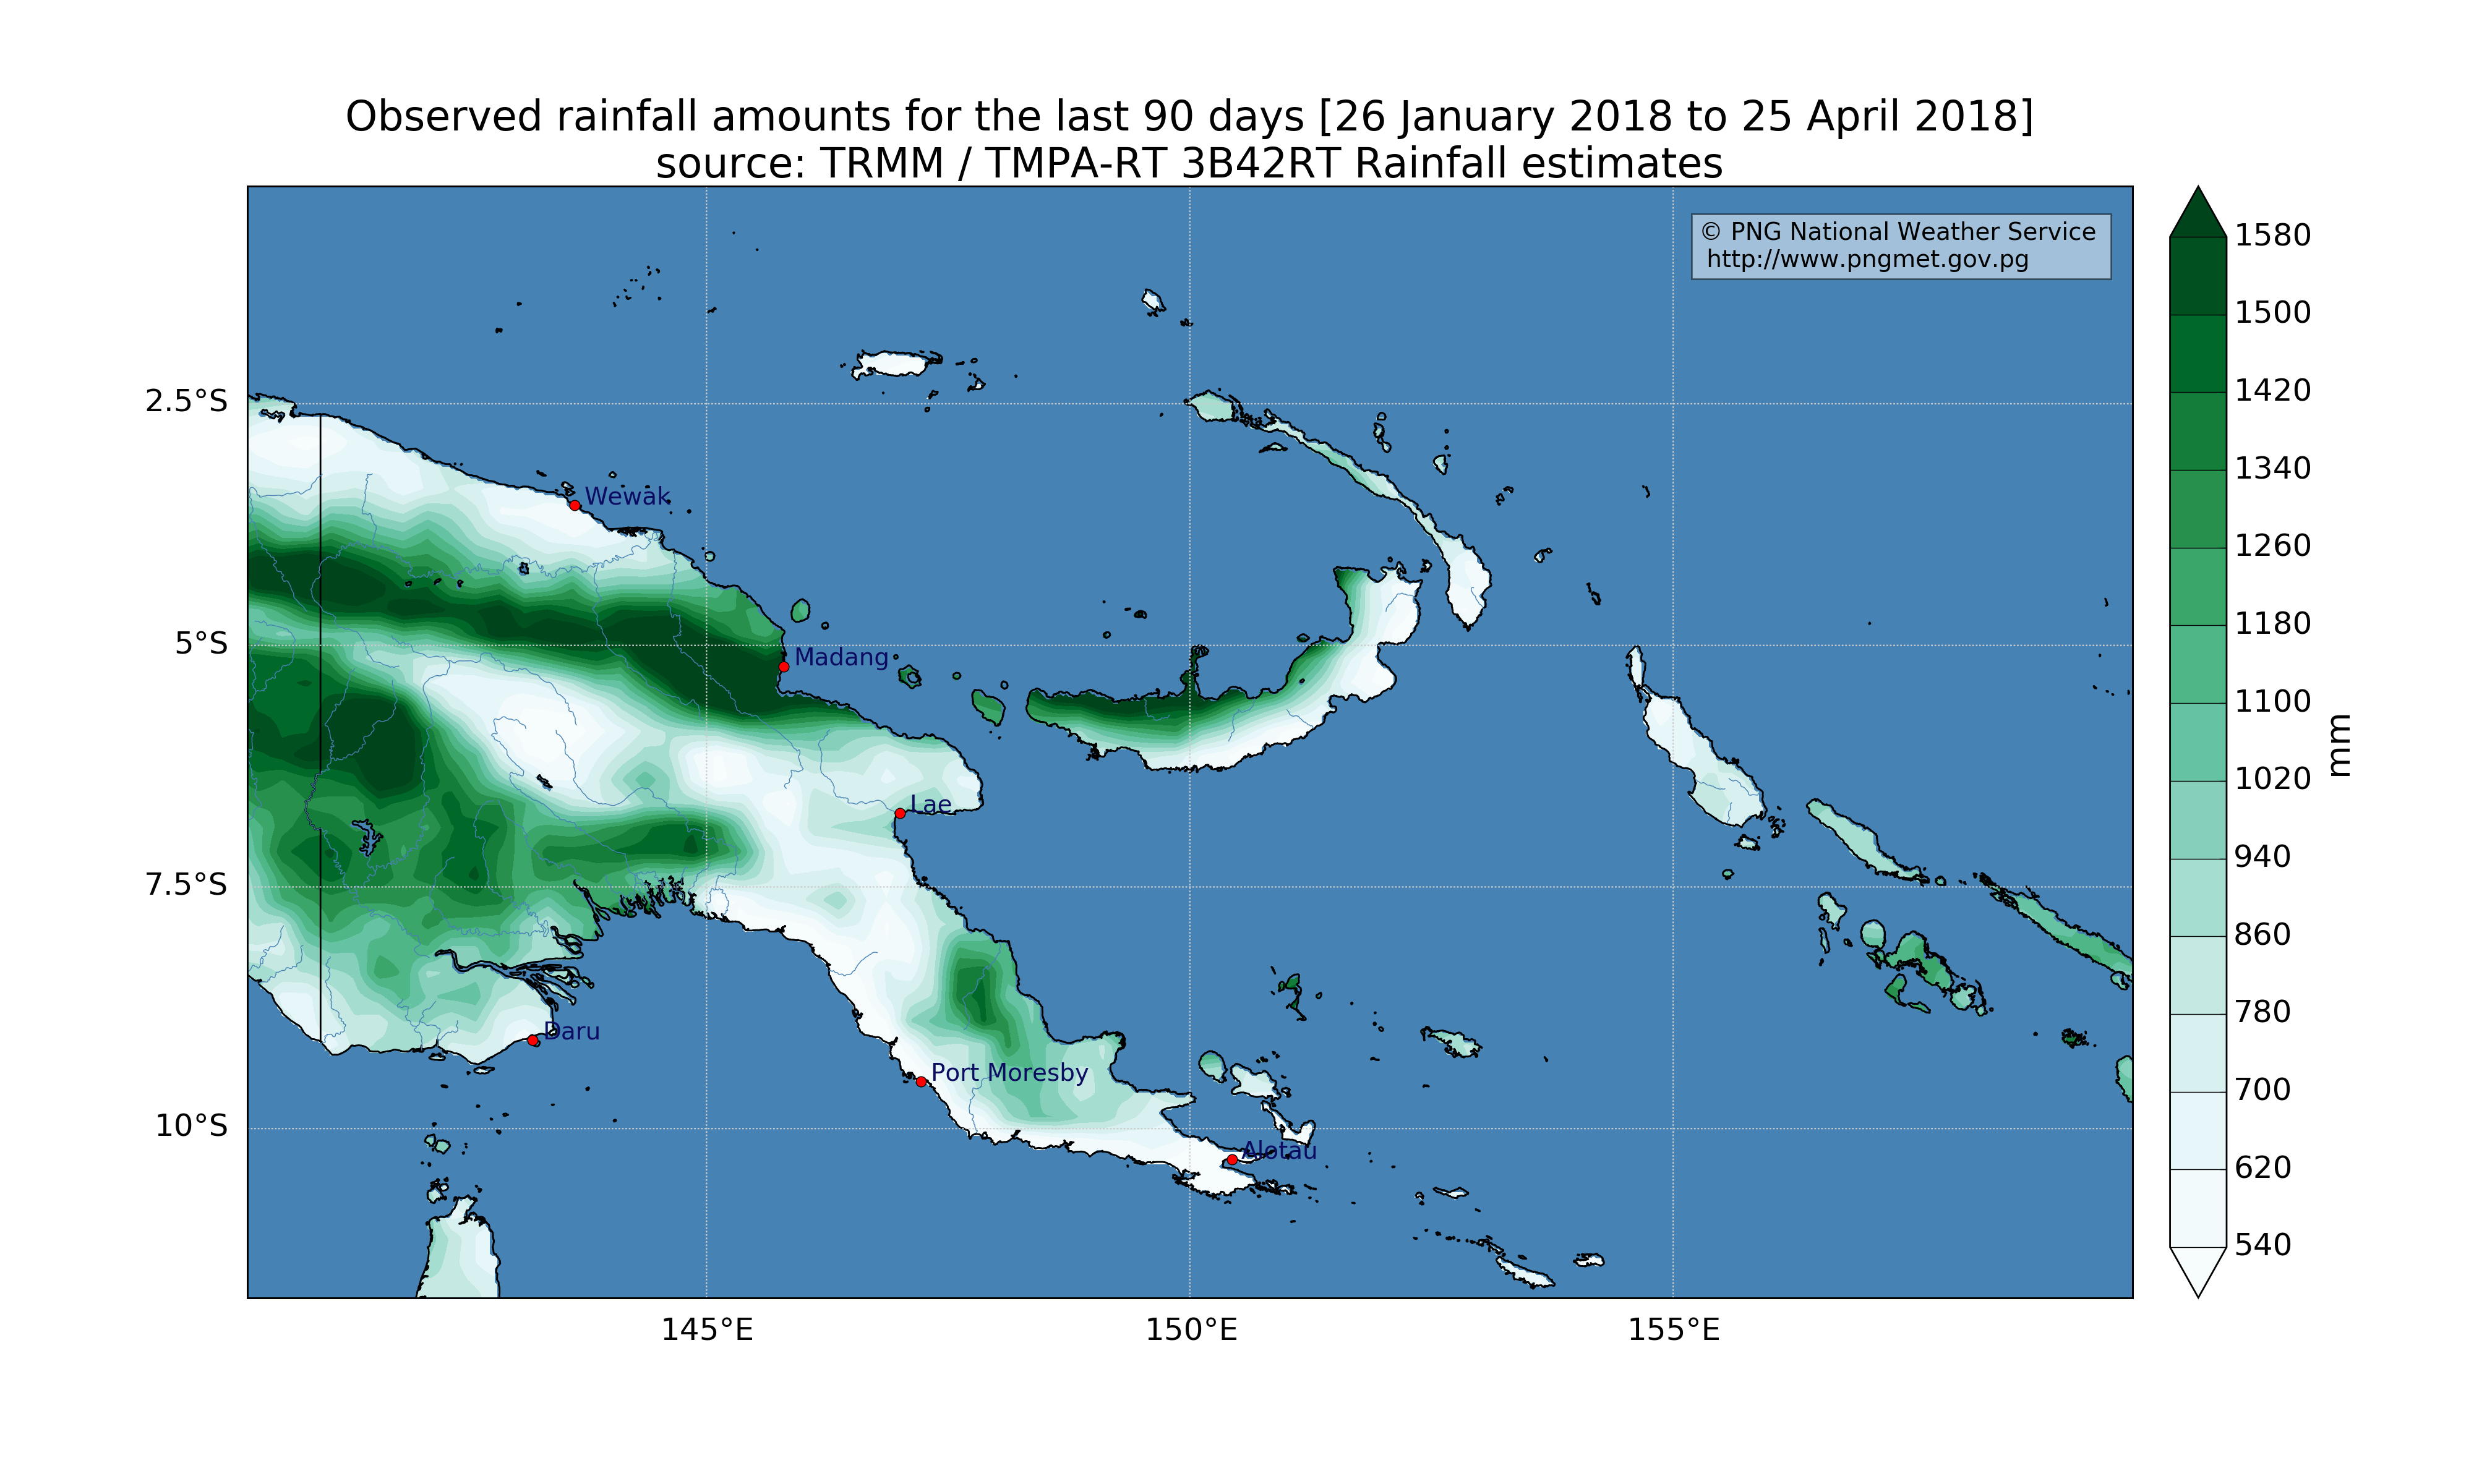 Observed rainfall amounts for the last 90 days [26 January 2018 to 25 April 2018]
source: TRMM / TMPA-RT 3B42RT Rainfall estimates
© PNG National Weather Service
http://www.pngmet.gov.pg
2.5°S
5°S
7.5°S
10°S
Wewak
Madang
Lae
Daru
Port Moresby
Alotau
145°E
150°E
155°E
1580
1500
1420
1340
1260
1180
1100
1020
940
860
780
700
620
540
mm